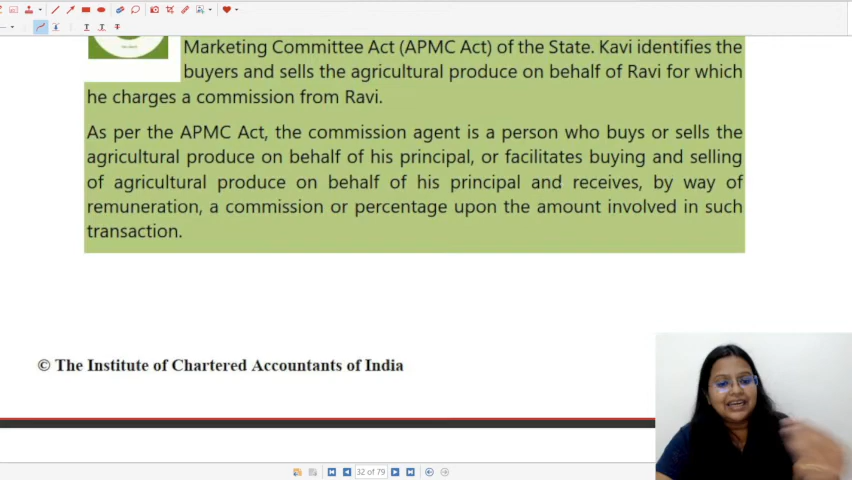 Marketing Committee Act (APMC Act) of the State. Kavi identifies the
buyers and sells the agricultural produce on behalf of Ravi for which
he charges a commission from Ravi.
As per the APMC Act, the commission agent is a person who buys or sells the
agricultural produce on behalf of his principal, or facilitates buying and selling
of agricultural produce on behalf of his principal and receives, by way of
remuneration, a commission or percentage upon the amount involved in such
transaction.
© The Institute of Chartered Accountants of India
32 of 79